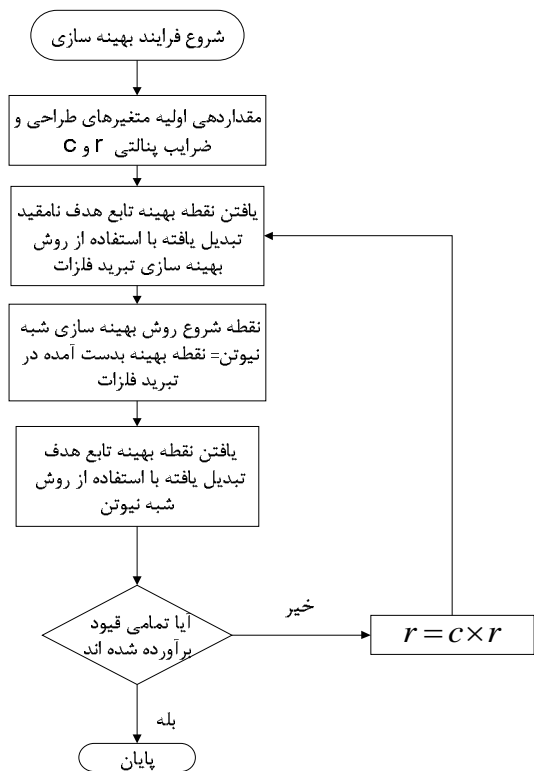 شروع فرایند بهینه سازی
مقداردهی اولیه متغیرهای طراحی و
ضرایب پنالتی r و c
یافتن نقطه بهینه تابع هدف نامقید
تبدیل یافته با استفاده از روش
بهینه سازی تبرید فلزات
نقطه شروع روش بهینه سازی شبه
نیوتن= نقطه بهینه بدست آمده در
تبرید فلزات
یافتن نقطه بهینه تابع هدف
تبدیل یافته با استفاده از روش
شبه نیوتن
آیا تمامی قیود
برآورده شده اند
خیر
r = c × r
بله
پایان